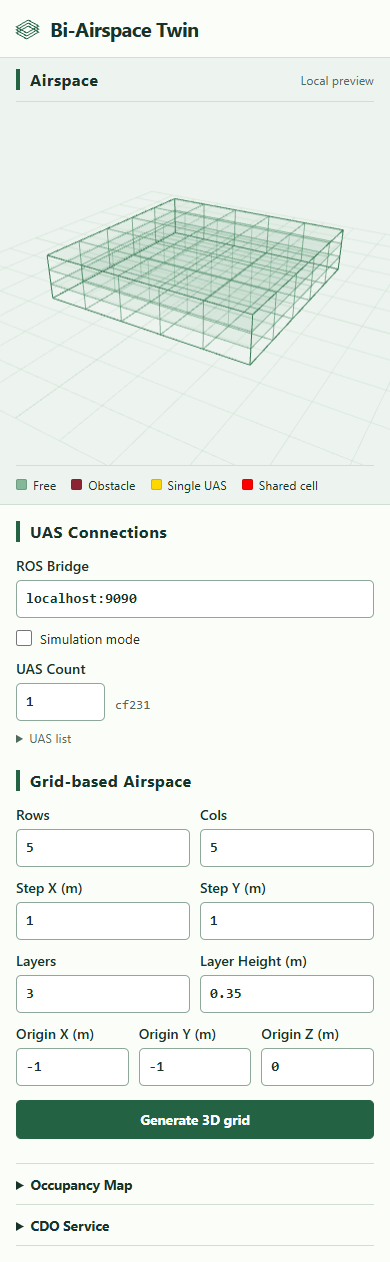 Bi-Airspace Twin
Airspace
Local preview
Free
Obstacle
Single UAS
Shared cell
UAS Connections
ROS Bridge
localhost:9090
Simulation mode
UAS Count
1
cf231
UAS list
Grid-based Airspace
Rows
Cols
5
5
Step X (m)
Step Y (m)
1
1
Layers
Layer Height (m)
3
0.35
Origin X (m)
Origin Y (m)
Origin Z (m)
-1
-1
0
Generate 3D grid
Occupancy Map
CDO Service